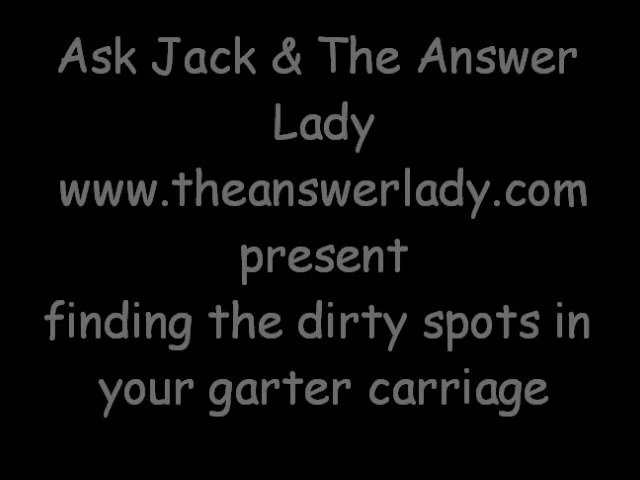 Ask Jack & The Answer
Lady
www.theanswerlady.com
present
finding the dirty spots in
your garter carriage